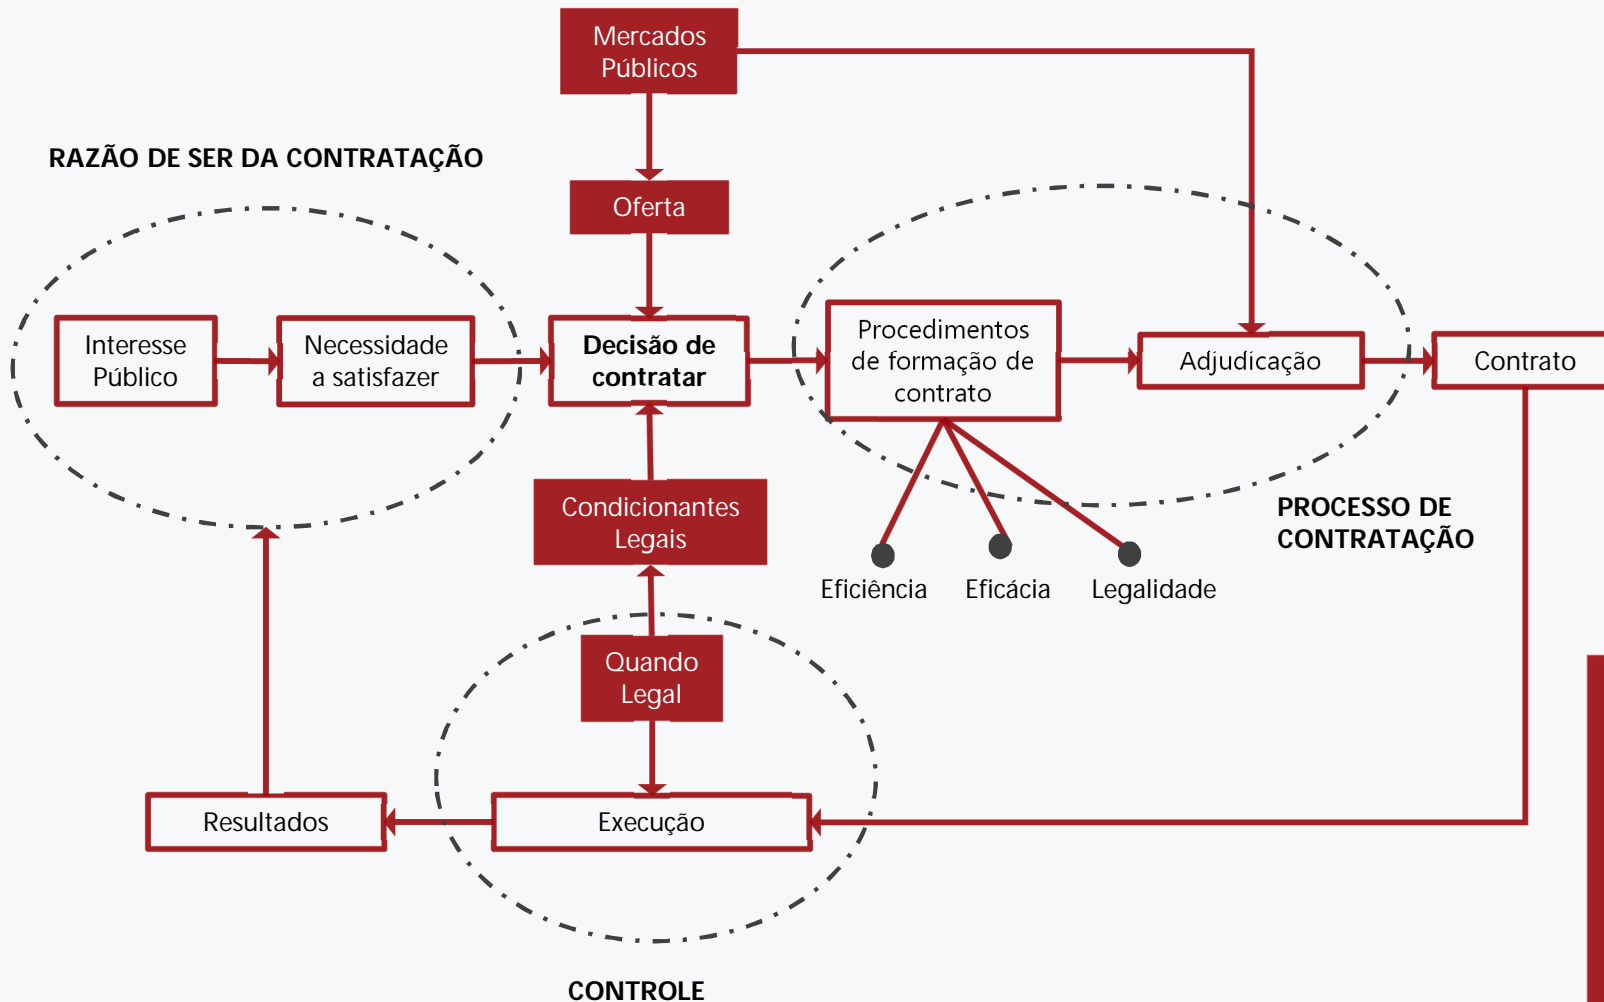 Mercados
Públicos
RAZÃO DE SER DA CONTRATAÇÃO
Oferta
Interesse
Público
Necessidade
a satisfazer
Decisão de
contratar
Procedimentos
de formação de
contrato
Adjudicação
Contrato
Condicionantes
Legais
PROCESSO DE
CONTRATAÇÃO
Eficiência
Eficácia
Legalidade
Quando
Legal
Resultados
Execução
CONTROLE